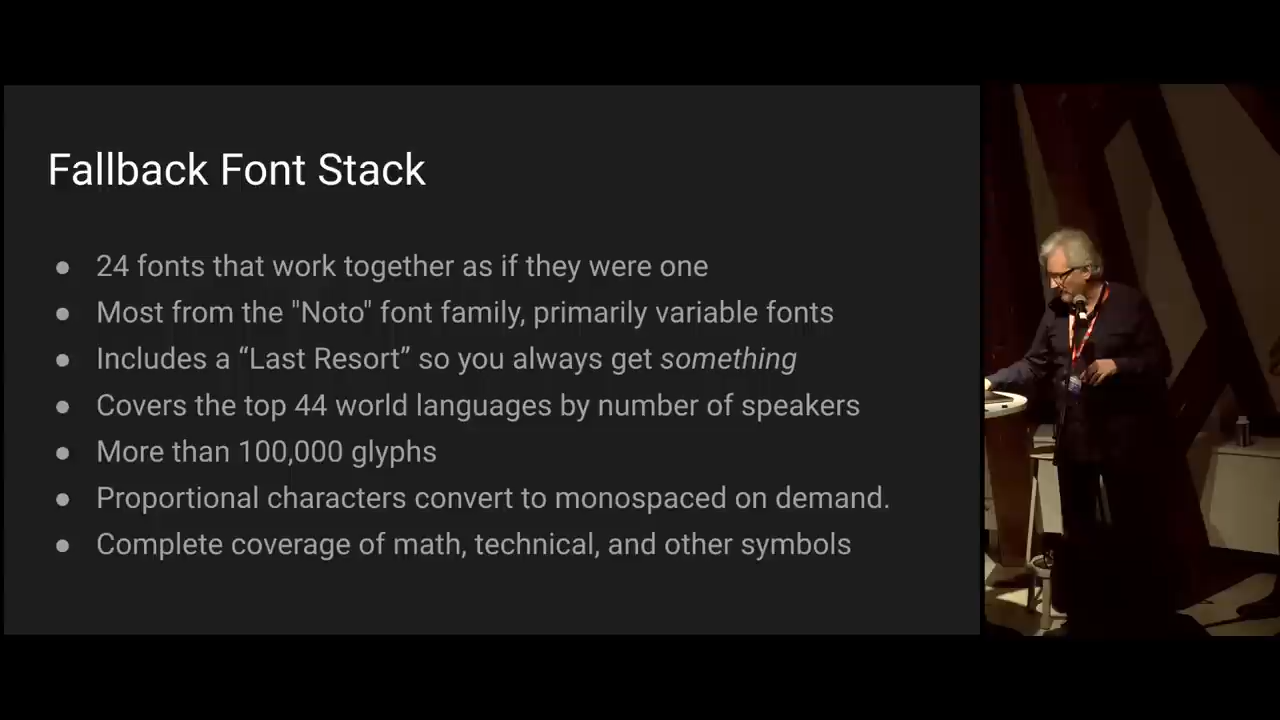 Fallback Font Stack
● 24 fonts that work together as if they were one
● Most from the "Noto" font family, primarily variable fonts
● Includes a “Last Resort” so you always get something
● Covers the top 44 world languages by number of speakers
● More than 100,000 glyphs
● Proportional characters convert to monospaced on demand.
● Complete coverage of math, technical, and other symbols